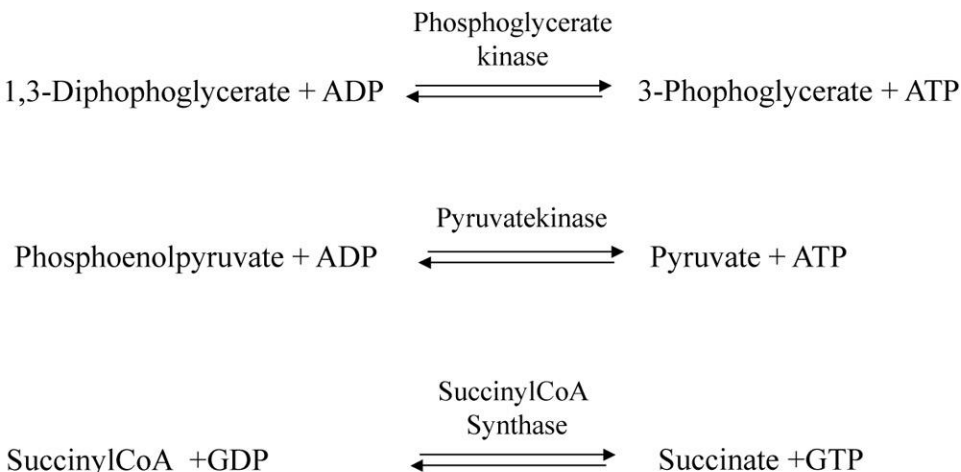 Phosphoglycerate
kinase
1,3-Diphophoglycerate + ADP 3-Phophoglycerate + ATP
Pyruvatekinase
Phosphoenolpyruvate + ADP Pyruvate + ATP
SuccinylCoA
Synthase
SuccinylCoA +GDP Succinate +GTP